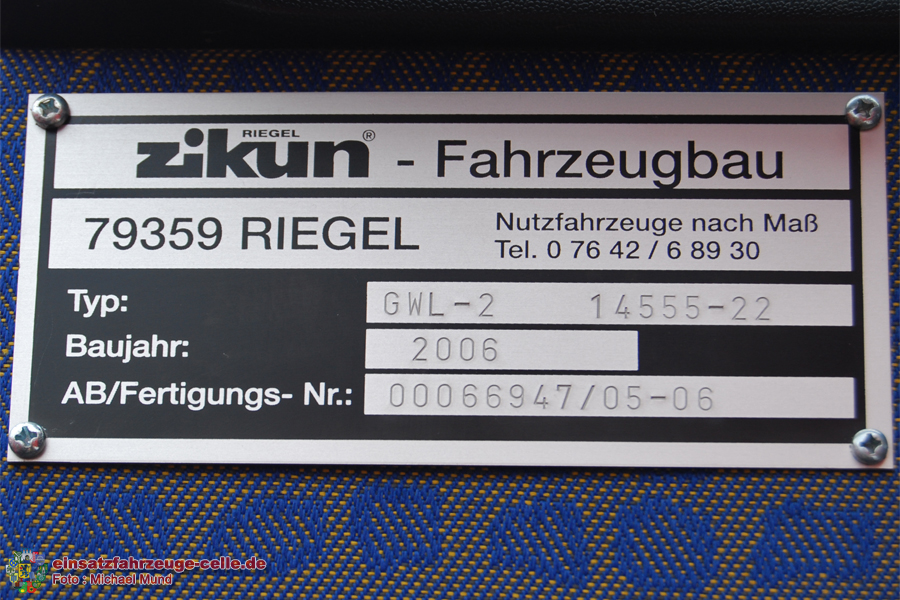 RIEGEL
zikun® - Fahrzeugbau
79359 RIEGEL
Nutzfahrzeuge nach Maß
Tel. 0 76 42 / 6 89 30
Typ: GWL-2 14555-22
Baujahr: 2006
AB/Fertigungs- Nr.: 00066947/05-06
einsatzfahrzeuge-celle.de
Foto : Michael Mund